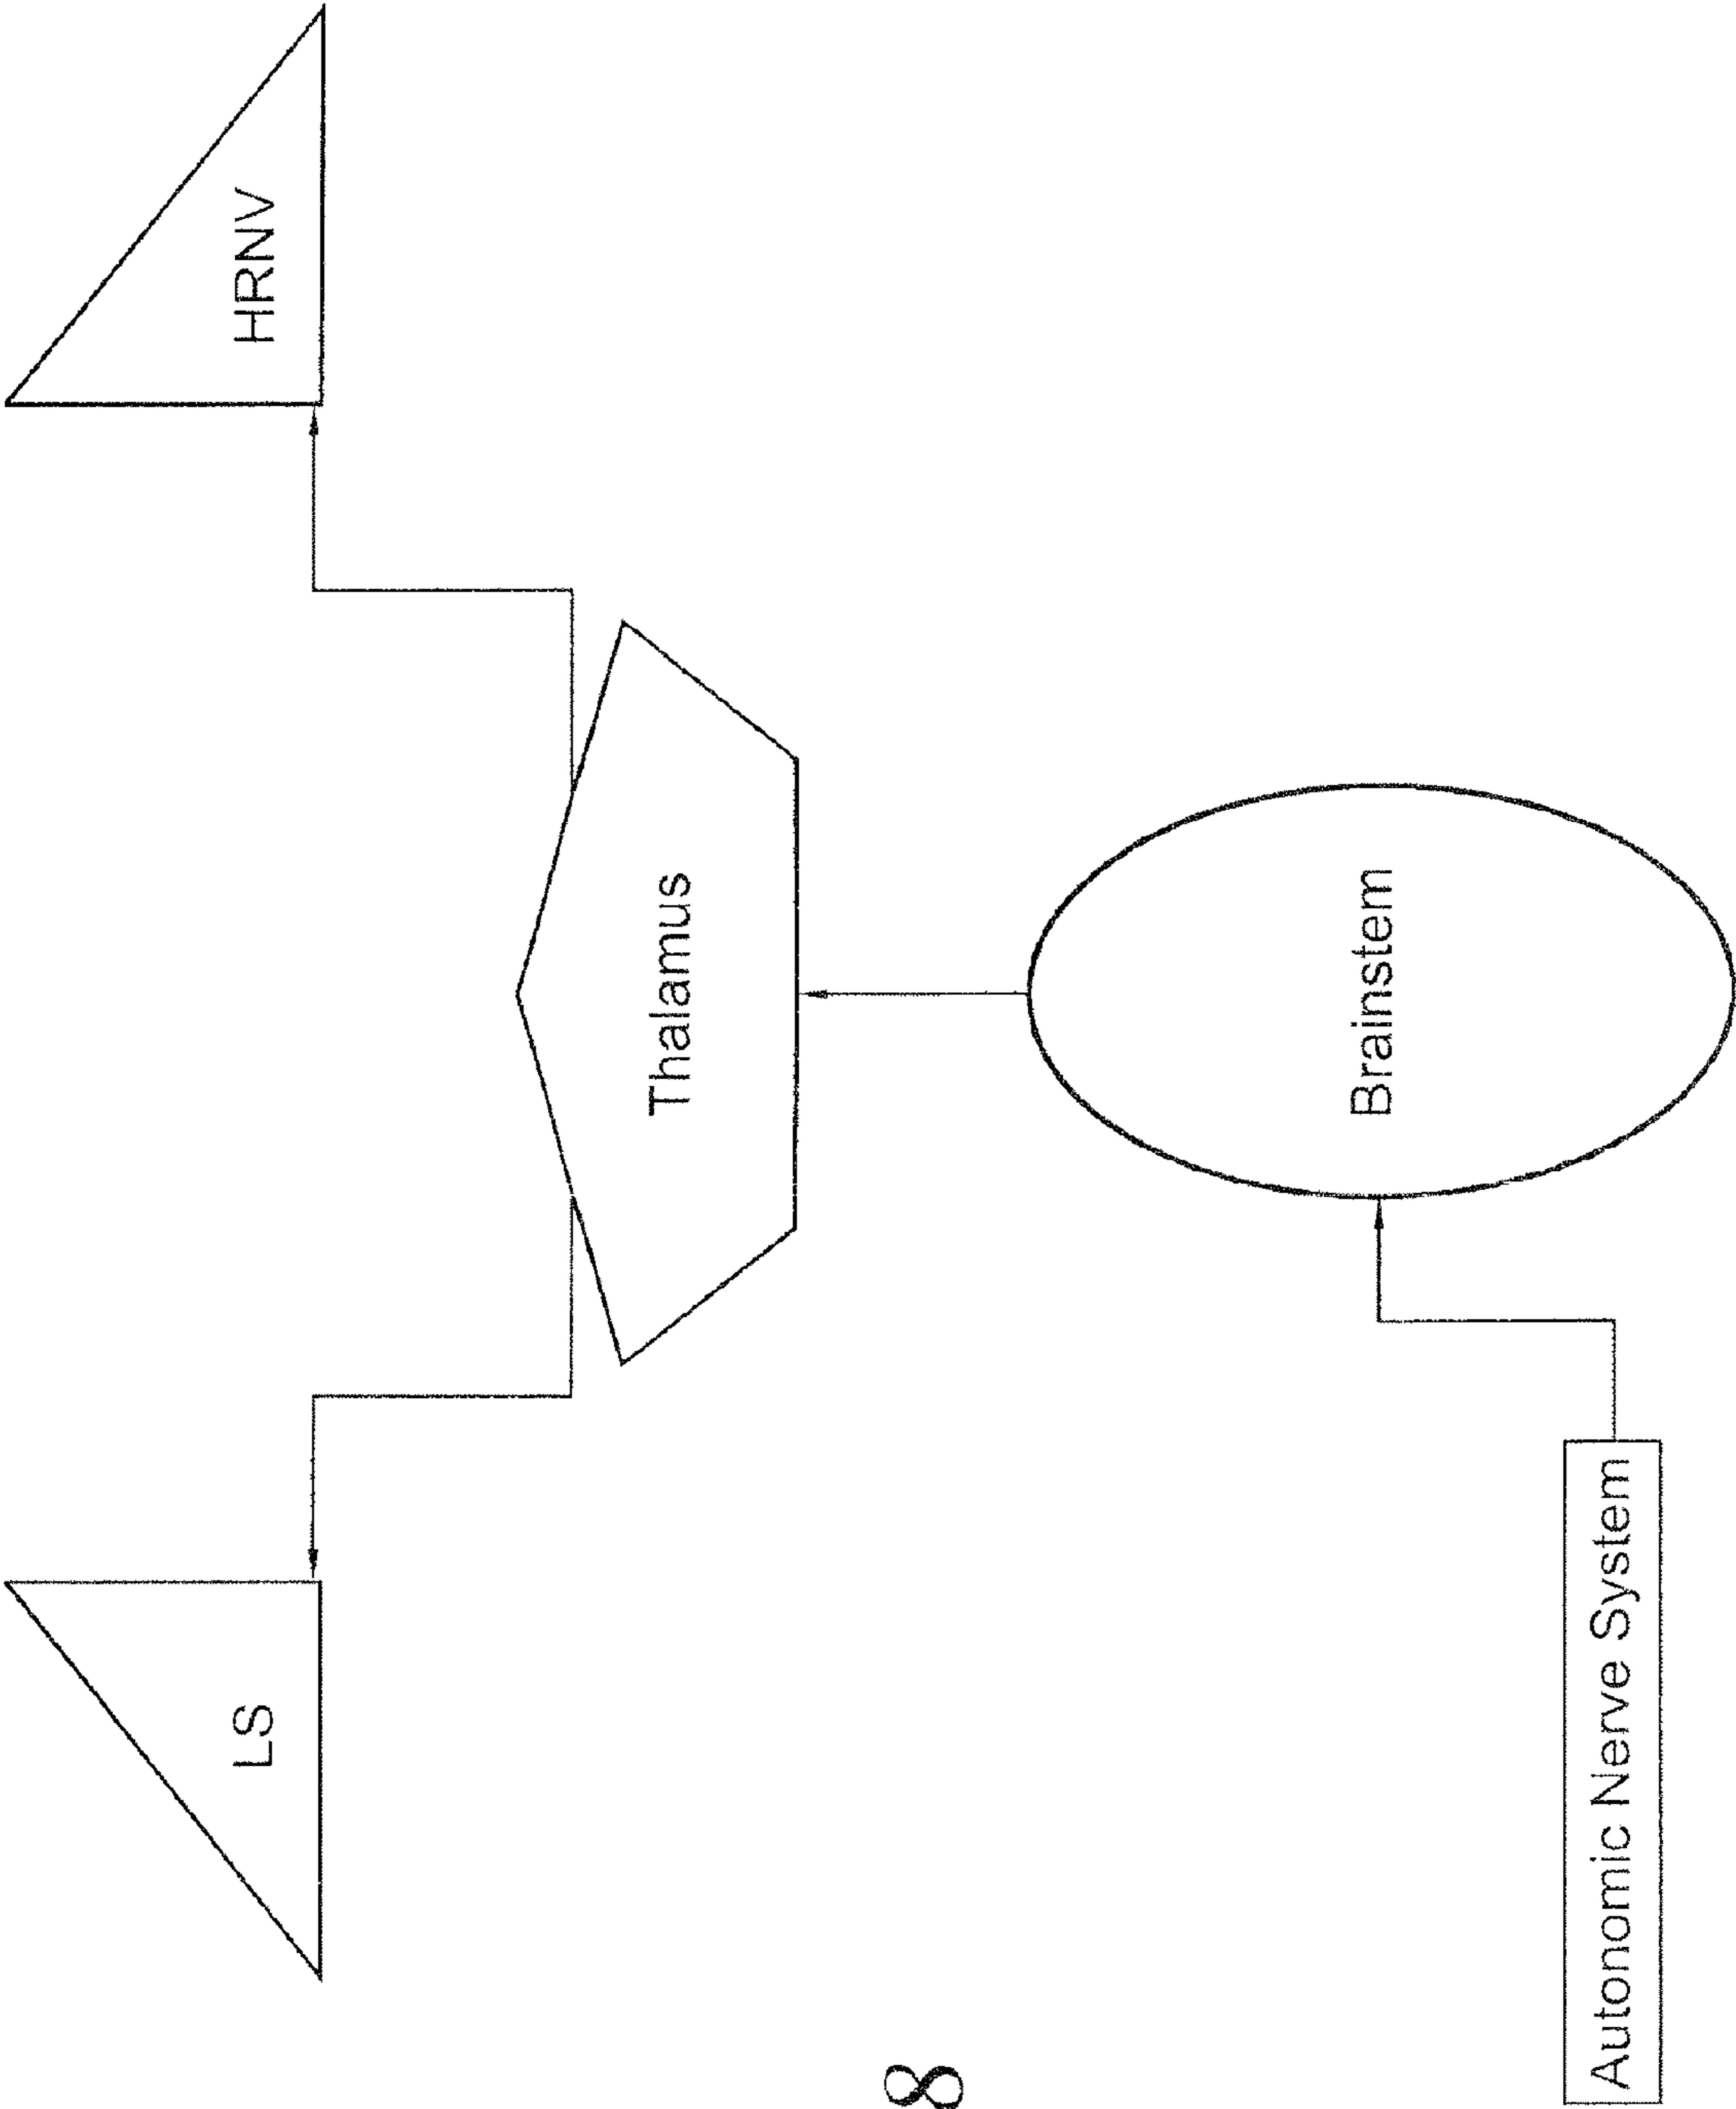 LS
HRNV
Thalamus
Brainstem
Autonomic Nerve System
8